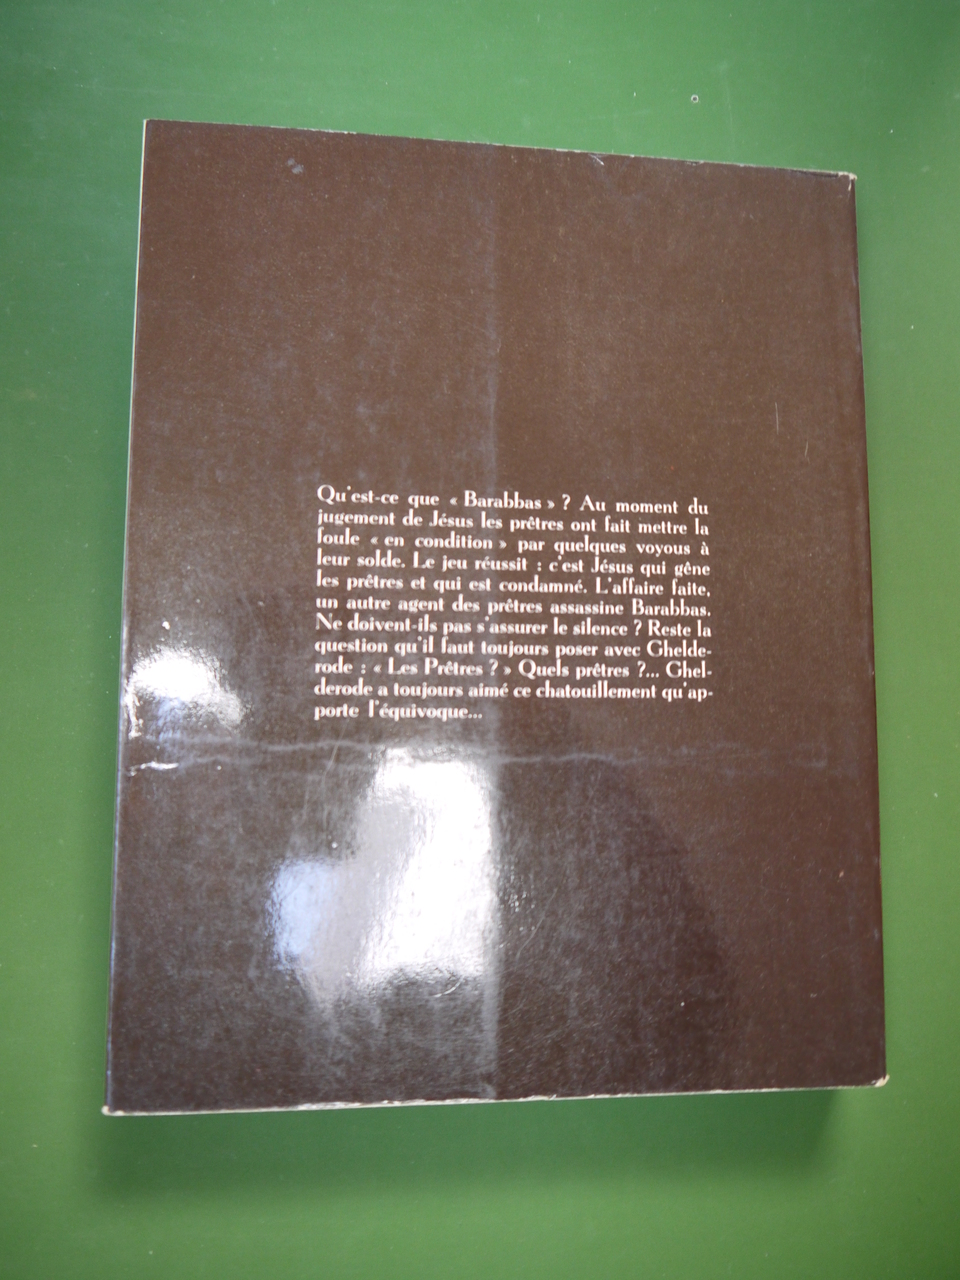 Qu'est-ce que « Barabbas » ? Au moment du
jugement de Jésus les prêtres ont fait mettre la
foule « en condition » par quelques voyous à
leur solde. Le jeu réussit : c'est Jésus qui gêne
les prêtres et qui est condamné. L'affaire faite,
un autre agent des prêtres assassine Barabbas.
Ne doivent-ils pas s'assurer le silence ? Reste la
question qu'il faut toujours poser avec Ghelde-
rode : « Les Prêtres ? » Quels prêtres ?... Ghel-
derode a toujours aimé ce chatouillement qu'ap-
porte l'équivoque...